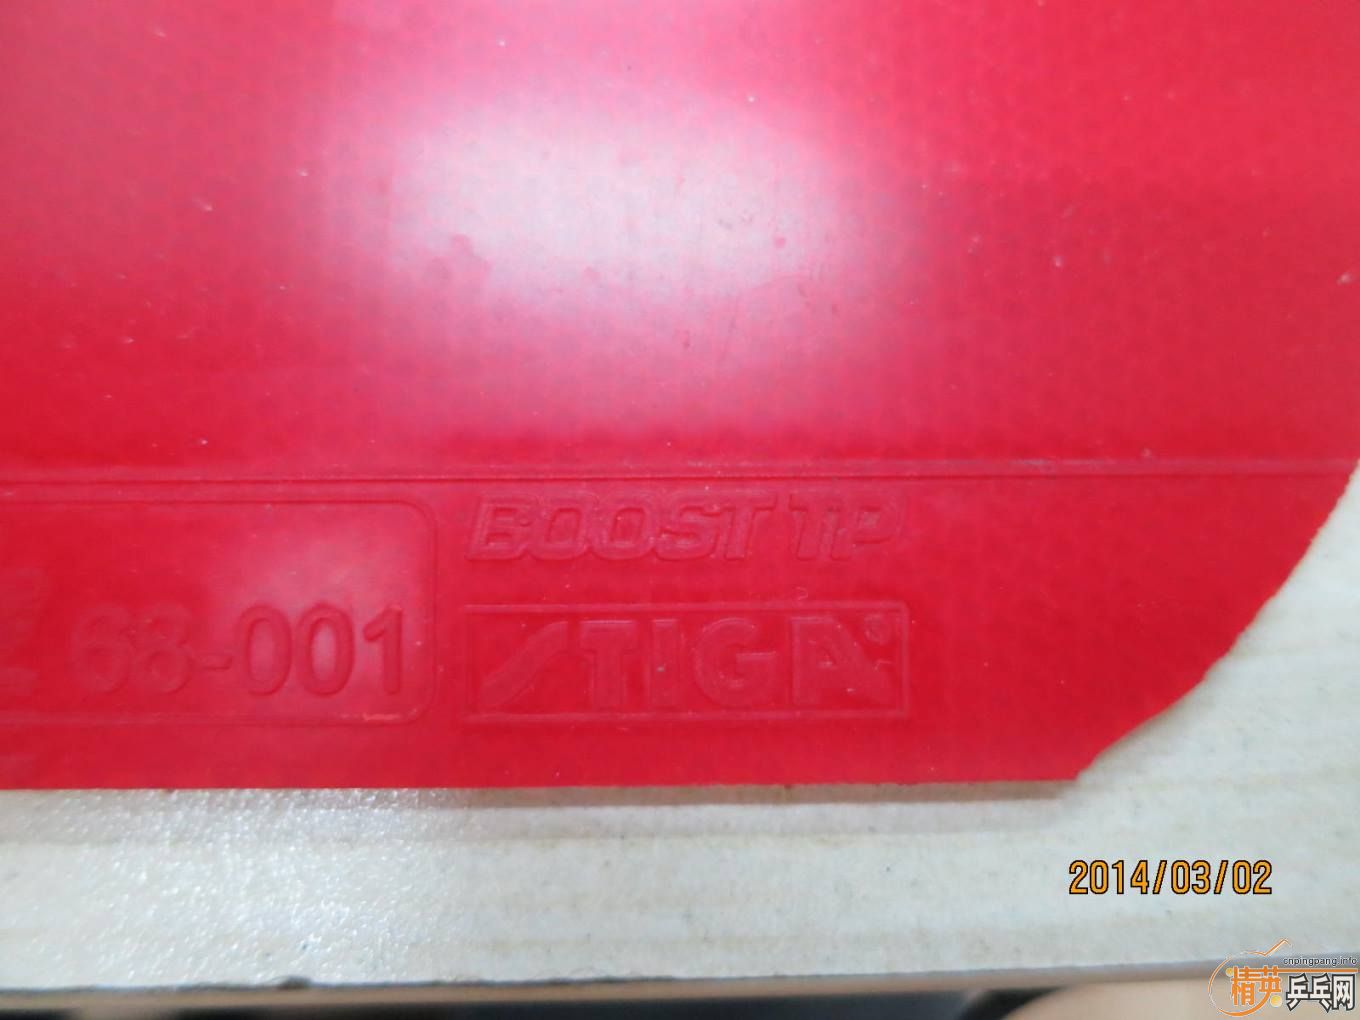 BOOST TP
68-001
STIGA®
2014/03/02
cnpingpang.info
精英乒乓网